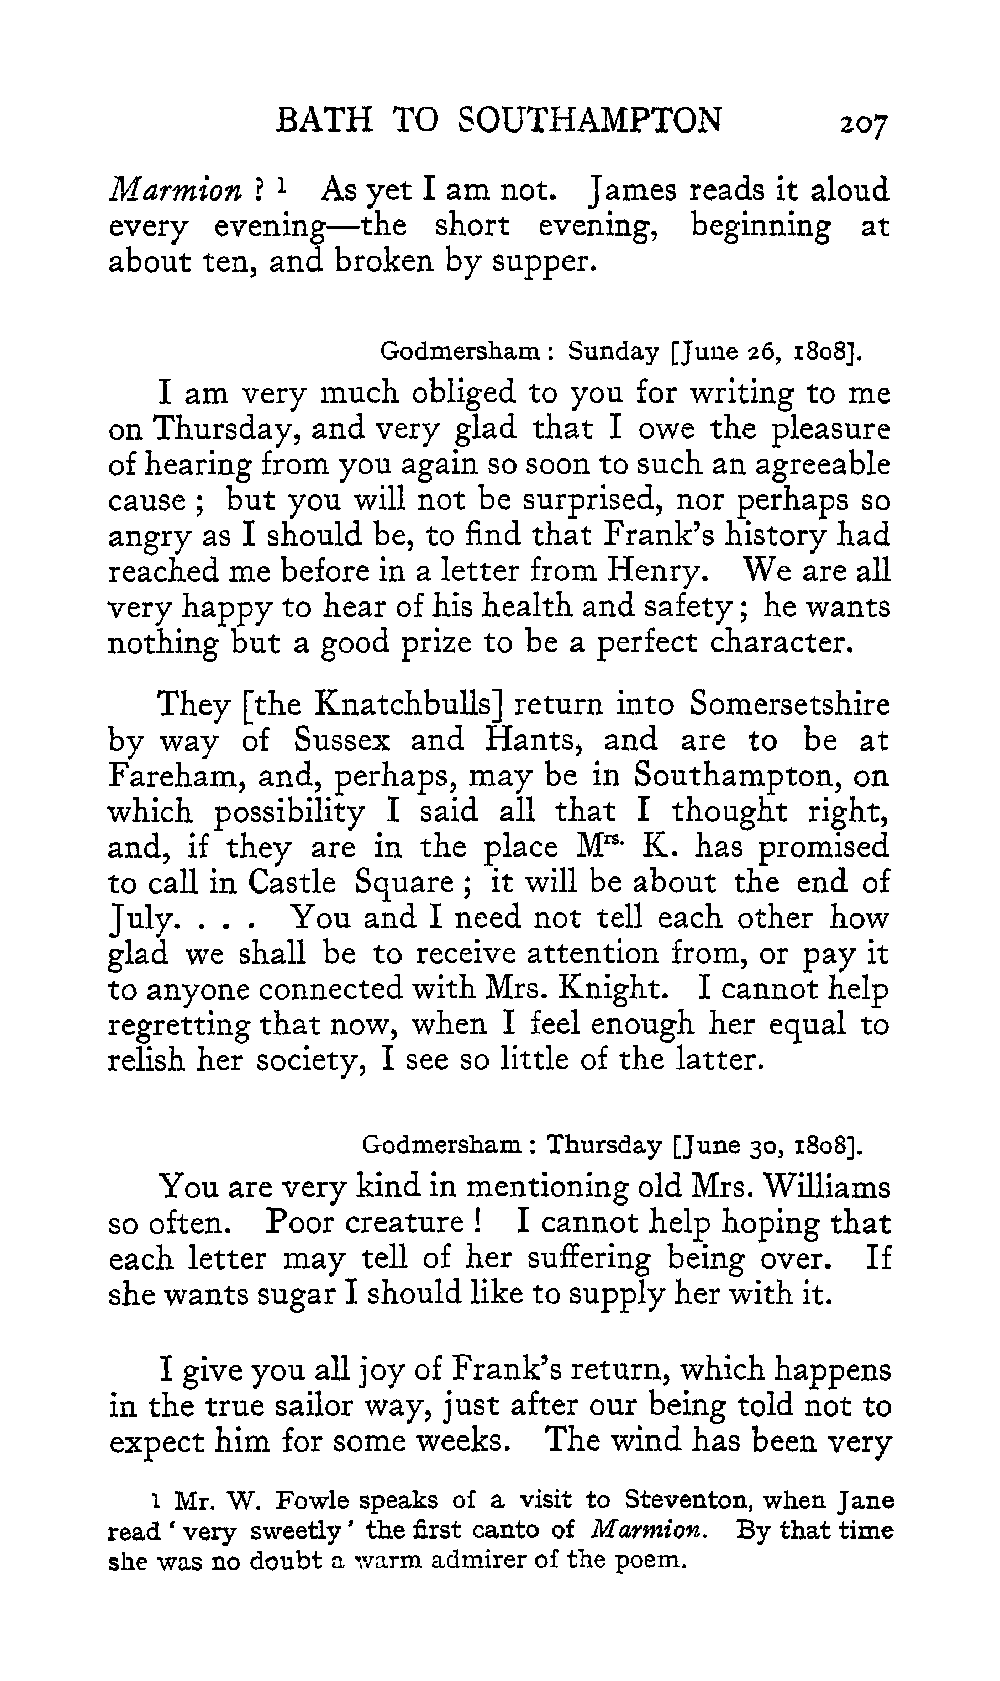 BATH TO SOUTHAMPTON 207
Marmion ? 1 As yet I am not. James reads it aloud
every evening—the short evening, beginning at
about ten, and broken by supper.
Godmersham : Sunday [June 26, 1808].
I am very much obliged to you for writing to me
on Thursday, and very glad that I owe the pleasure
of hearing from you again so soon to such an agreeable
cause ; but you will not be surprised, nor perhaps so
angry as I should be, to find that Frank's history had
reached me before in a letter from Henry. We are all
very happy to hear of his health and safety ; he wants
nothing but a good prize to be a perfect character.
They [the Knatchbulls] return into Somersetshire
by way of Sussex and Hants, and are to be at
Fareham, and, perhaps, may be in Southampton, on
which possibility I said all that I thought right,
and, if they are in the place Mrs. K. has promised
to call in Castle Square ; it will be about the end of
July. . . . You and I need not tell each other how
glad we shall be to receive attention from, or pay it
to anyone connected with Mrs. Knight. I cannot help
regretting that now, when I feel enough her equal to
relish her society, I see so little of the latter.
Godmersham : Thursday [June 30, 1808].
You are very kind in mentioning old Mrs. Williams
so often. Poor creature ! I cannot help hoping that
each letter may tell of her suffering being over. If
she wants sugar I should like to supply her with it.
I give you all joy of Frank's return, which happens
in the true sailor way, just after our being told not to
expect him for some weeks. The wind has been very
1 Mr. W. Fowle speaks of a visit to Steventon, when Jane
read ' very sweetly ' the first canto of Marmion. By that time
she was no doubt a warm admirer of the poem.